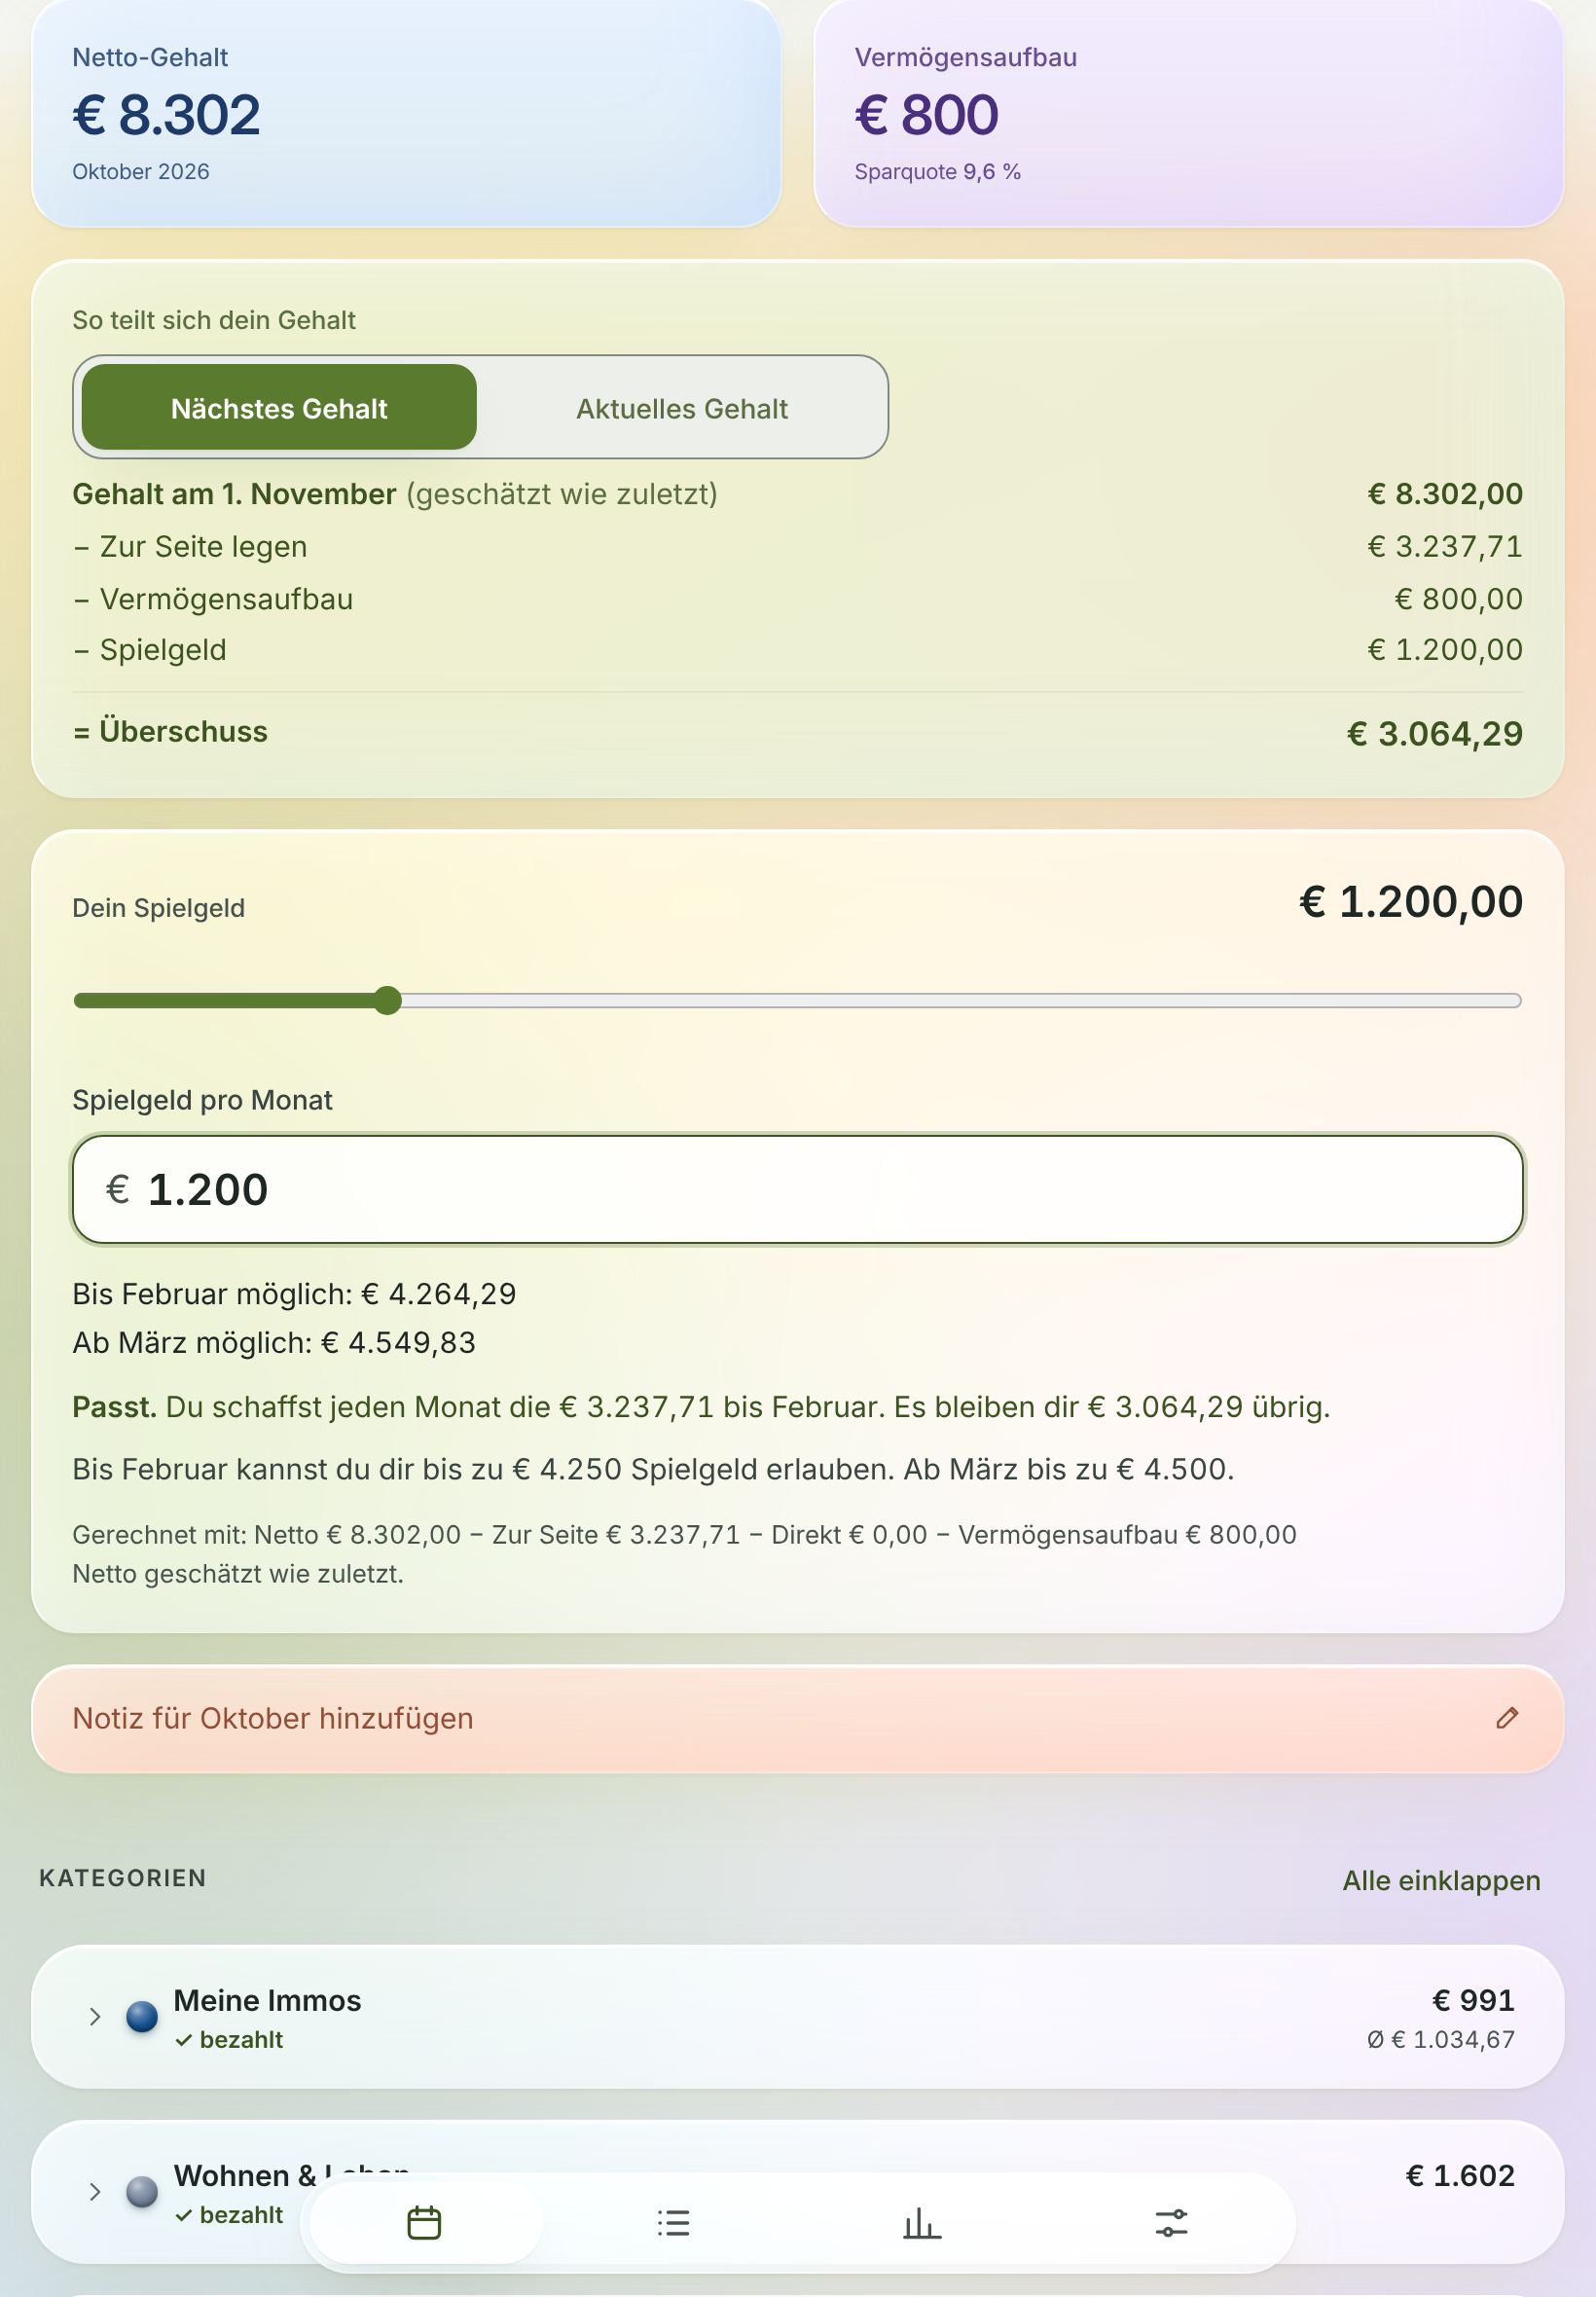 Netto-Gehalt
€ 8.302
Oktober 2026
Vermögensaufbau
€ 800
Sparquote 9,6 %
So teilt sich dein Gehalt
Nächstes Gehalt
Aktuelles Gehalt
Gehalt am 1. November (geschätzt wie zuletzt) € 8.302,00
− Zur Seite legen € 3.237,71
− Vermögensaufbau € 800,00
− Spielgeld € 1.200,00
= Überschuss € 3.064,29
Dein Spielgeld € 1.200,00
Spielgeld pro Monat
€ 1.200
Bis Februar möglich: € 4.264,29
Ab März möglich: € 4.549,83
Passt. Du schaffst jeden Monat die € 3.237,71 bis Februar. Es bleiben dir € 3.064,29 übrig.
Bis Februar kannst du dir bis zu € 4.250 Spielgeld erlauben. Ab März bis zu € 4.500.
Gerechnet mit: Netto € 8.302,00 − Zur Seite € 3.237,71 − Direkt € 0,00 − Vermögensaufbau € 800,00
Netto geschätzt wie zuletzt.
Notiz für Oktober hinzufügen
KATEGORIEN
Alle einklappen
Meine Immos € 991
✓ bezahlt Ø € 1.034,67
Wohnen & € 1.602
✓ bezahlt